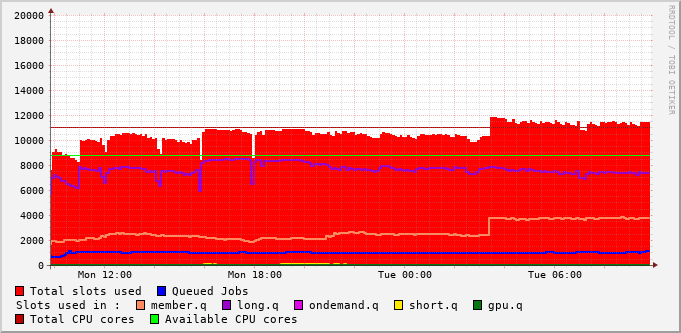 20000
18000
16000
14000
12000
10000
8000
6000
4000
2000
0
Mon 12:00 Mon 18:00 Tue 00:00 Tue 06:00
RRDTOOL / TOBI OETIKER
Total slots used Queued Jobs
Slots used in : member.q long.q ondemand.q short.q gpu.q
Total CPU cores Available CPU cores